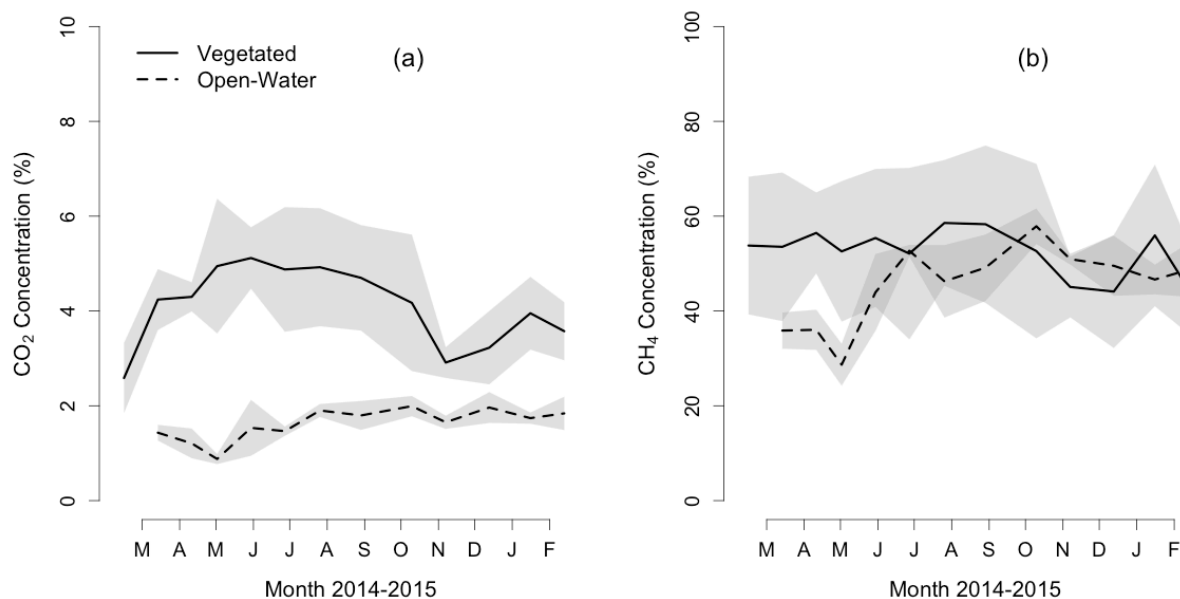 Vegetated
Open-Water
(a)
CO2 Concentration (%)
0 2 4 6 8 10
M A M J J A S O N D J F
Month 2014-2015
(b)
CH4 Concentration (%)
0 20 40 60 80 100
M A M J J A S O N D J F
Month 2014-2015